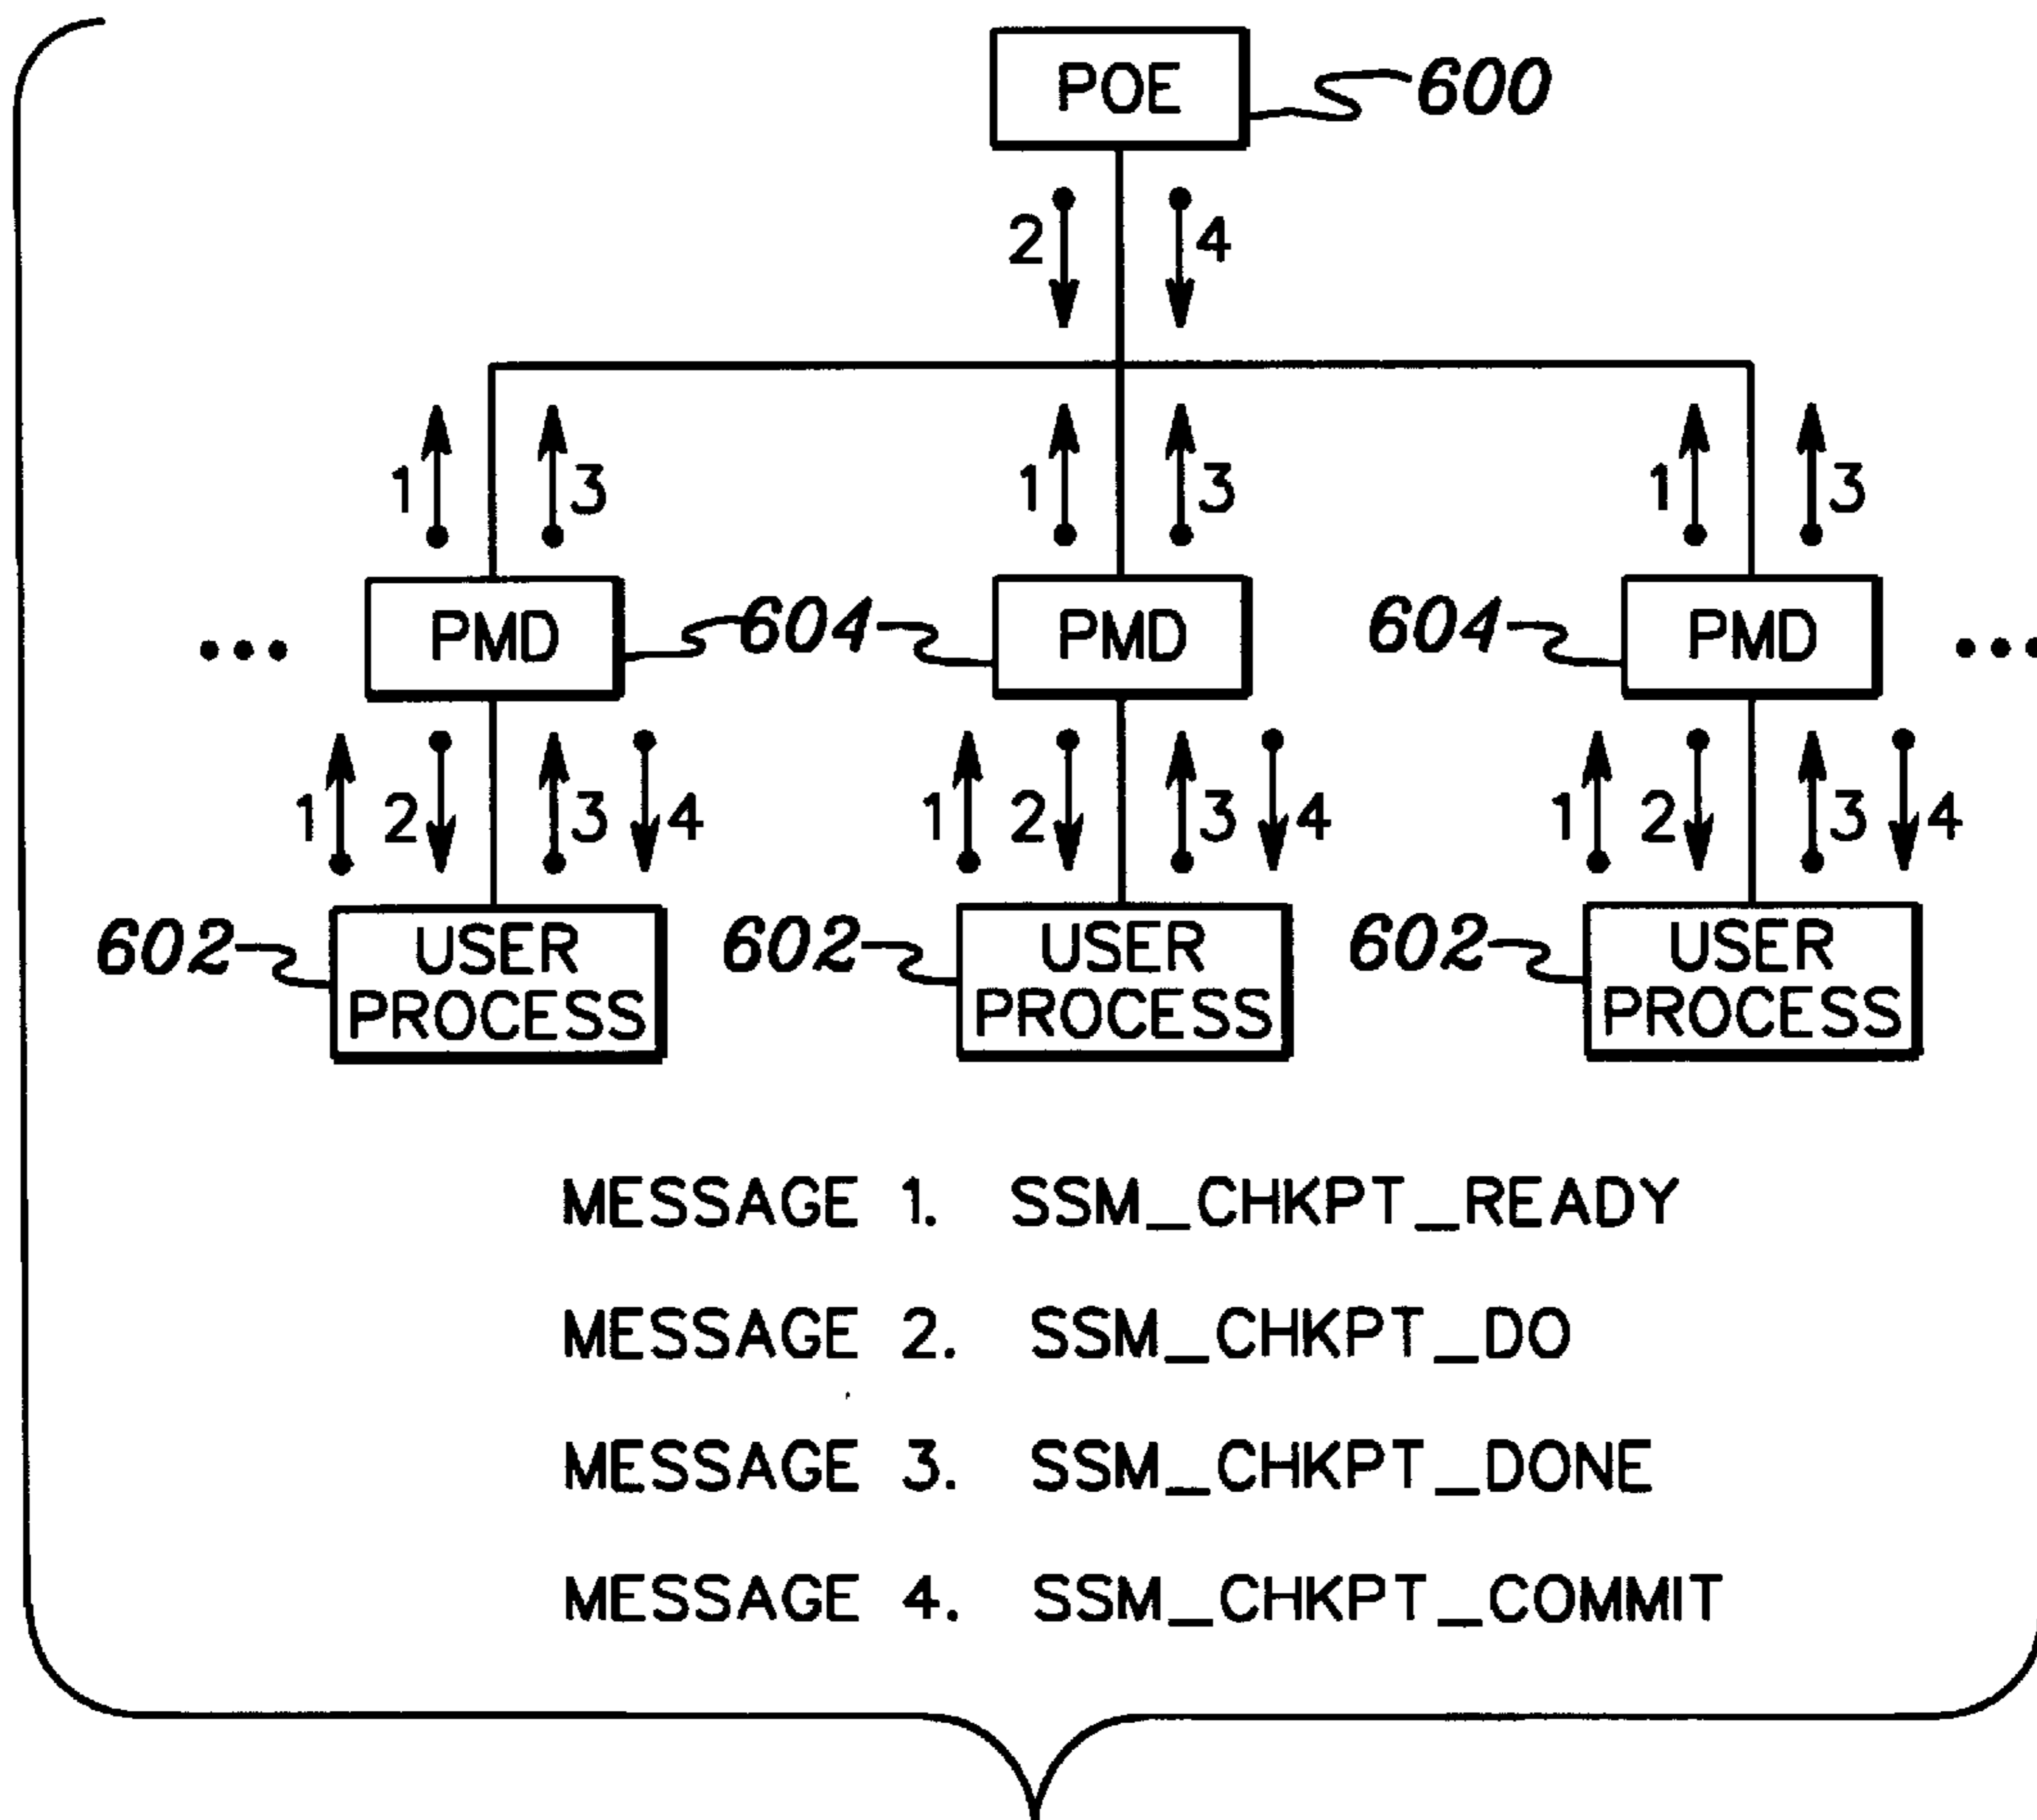 POE 600
2 4
1 3 1 3 1 3
PMD 604 PMD 604 PMD
1 2 3 4 1 2 3 4 1 2 3 4
602 USER PROCESS 602 USER PROCESS 602 USER PROCESS
MESSAGE 1. SSM_CHKPT_READY
MESSAGE 2. SSM_CHKPT_DO
MESSAGE 3. SSM_CHKPT_DONE
MESSAGE 4. SSM_CHKPT_COMMIT